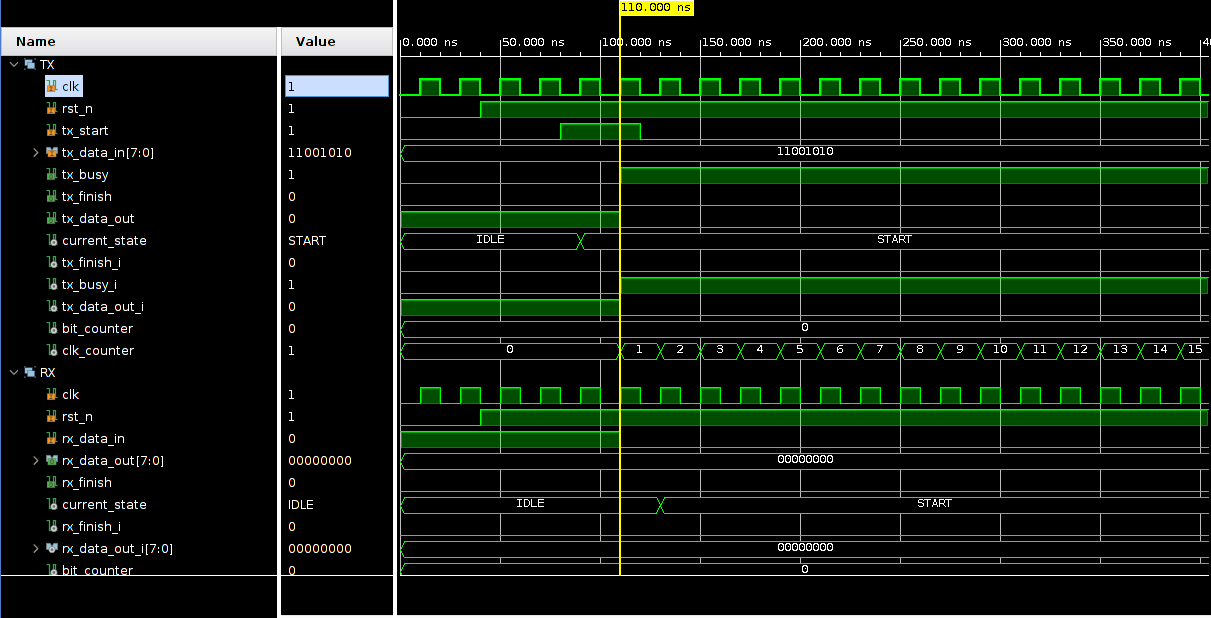 110.000 ns
Name Value 0.000 ns 50.000 ns 100.000 ns 150.000 ns 200.000 ns 250.000 ns 300.000 ns 350.000 ns 40
TX
clk 1
rst_n 1
tx_start 1
tx_data_in[7:0] 11001010 11001010
tx_busy 1
tx_finish 0
tx_data_out 0
current_state START IDLE START
tx_finish_i 0
tx_busy_i 1
tx_data_out_i 0
bit_counter 0 0
clk_counter 1 0 1 2 3 4 5 6 7 8 9 10 11 12 13 14 15
RX
clk 1
rst_n 1
rx_data_in 0
rx_data_out[7:0] 00000000 00000000
rx_finish 0
current_state IDLE IDLE START
rx_finish_i 0
rx_data_out_i[7:0] 00000000 00000000
bit_counter 0 0